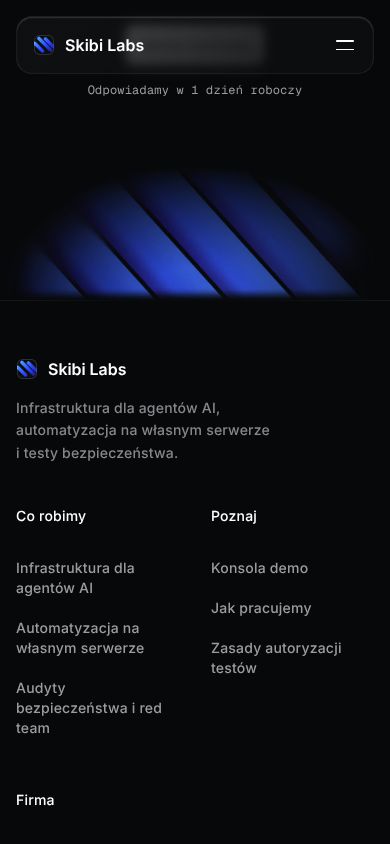 Skibi Labs
Odpowiadamy w 1 dzień roboczy
Skibi Labs
Infrastruktura dla agentów AI,
automatyzacja na własnym serwerze
i testy bezpieczeństwa.
Co robimy
Infrastruktura dla
agentów AI
Automatyzacja na
własnym serwerze
Audyty
bezpieczeństwa i red
team
Poznaj
Konsola demo
Jak pracujemy
Zasady autoryzacji
testów
Firma